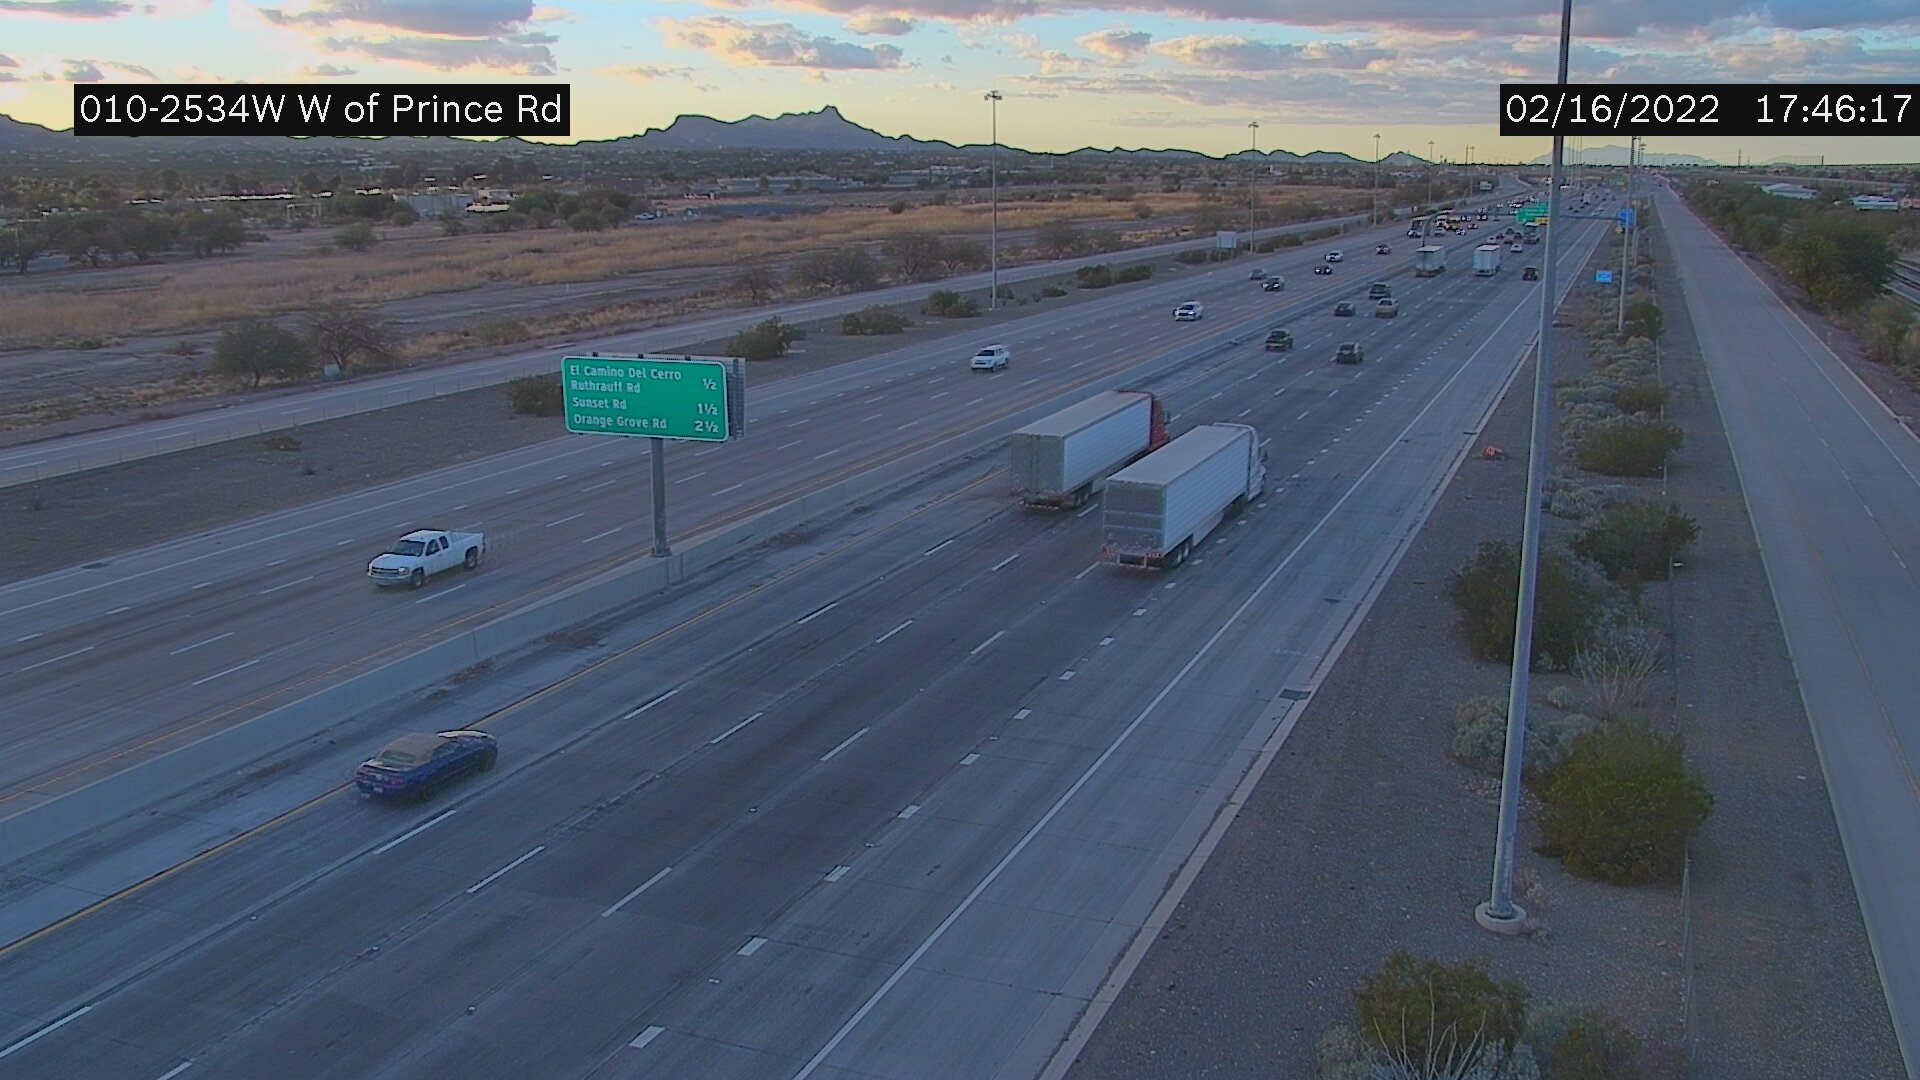 010-2534W W of Prince Rd
02/16/2022 17:46:17
El Camino Del Cerro
Ruthrauff Rd ½
Sunset Rd 1½
Orange Grove Rd 2½